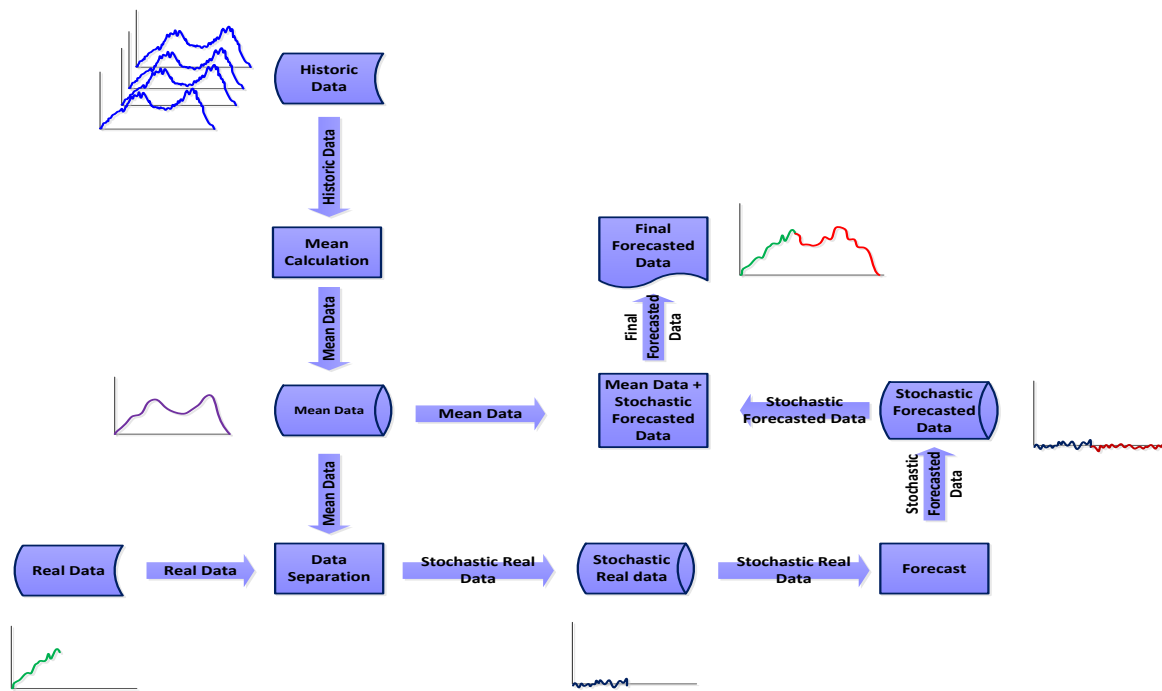 Historic
Data
Historic Data
Mean
Calculation
Mean Data
Mean Data
Mean Data
Mean Data
Real Data
Real Data
Data
Separation
Stochastic Real
Data
Stochastic
Real data
Stochastic Real
Data
Forecast
Stochastic
Forecasted
Data
Stochastic
Forecasted
Data
Stochastic
Forecasted Data
Mean Data +
Stochastic
Forecasted
Data
Final
Forecasted
Data
Final
Forecasted
Data